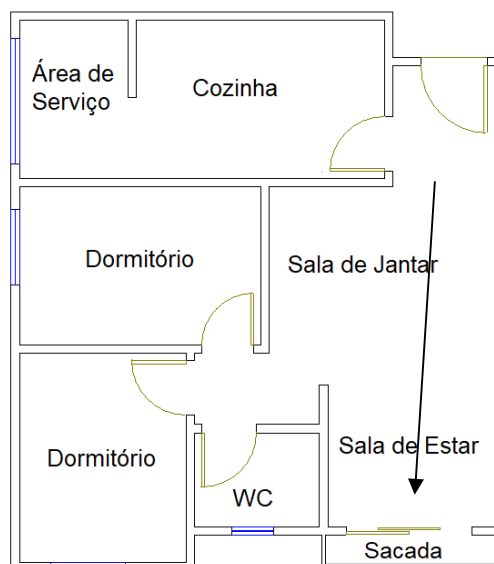 Área de
Serviço
Cozinha
Dormitório
Sala de Jantar
Dormitório
Sala de Estar
WC
Sacada